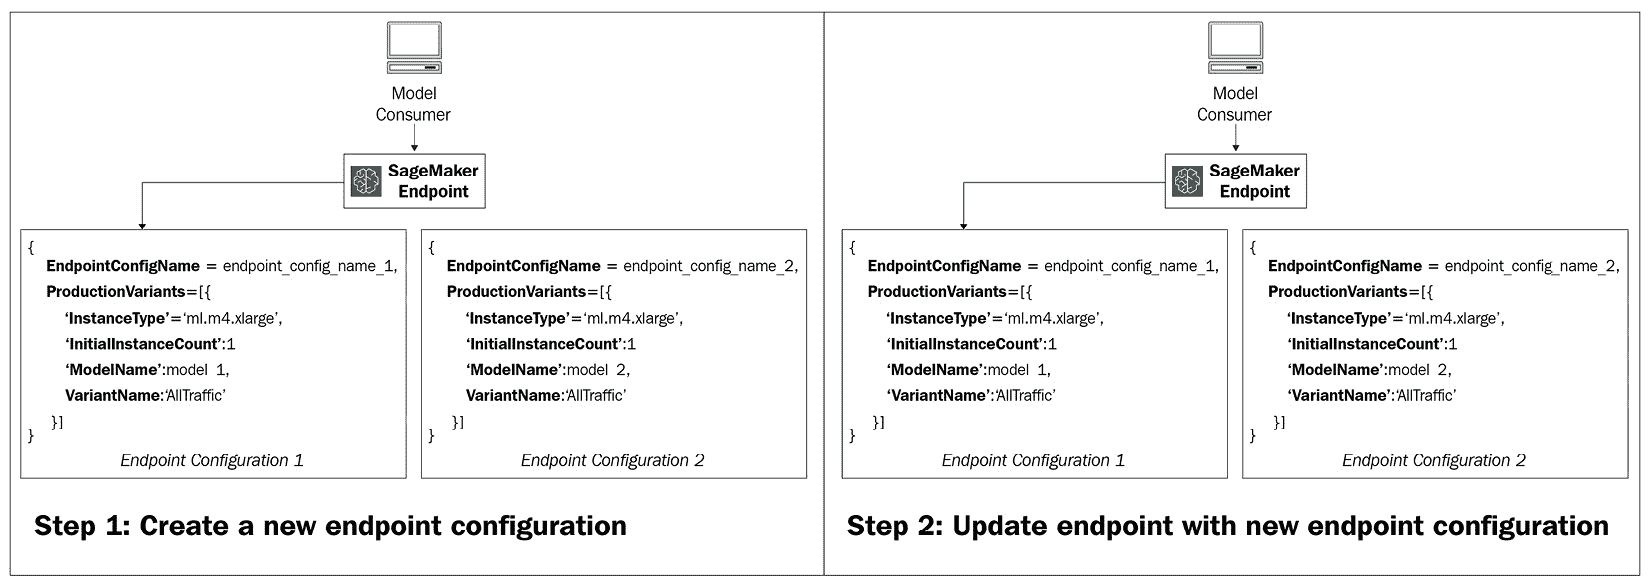 Model
Consumer
SageMaker
Endpoint
{
EndpointConfigName = endpoint_config_name_1,
ProductionVariants=[{
‘InstanceType’=‘ml.m4.xlarge’,
‘InitialInstanceCount’:1
‘ModelName’:model 1,
VariantName:‘AllTraffic’
}]
}
Endpoint Configuration 1
{
EndpointConfigName = endpoint_config_name_2,
ProductionVariants=[{
‘InstanceType’=‘ml.m4.xlarge’,
‘InitialInstanceCount’:1
‘ModelName’:model 2,
VariantName:‘AllTraffic’
}]
}
Endpoint Configuration 2
Step 1: Create a new endpoint configuration
Model
Consumer
SageMaker
Endpoint
{
EndpointConfigName = endpoint_config_name_1,
ProductionVariants=[{
‘InstanceType’=‘ml.m4.xlarge’,
‘InitialInstanceCount’:1
‘ModelName’:model 1,
‘VariantName’:‘AllTraffic’
}]
}
Endpoint Configuration 1
{
EndpointConfigName = endpoint_config_name_2,
ProductionVariants=[{
‘InstanceType’=‘ml.m4.xlarge’,
‘InitialInstanceCount’:1
‘ModelName’:model 2,
‘VariantName’:‘AllTraffic’
}]
}
Endpoint Configuration 2
Step 2: Update endpoint with new endpoint configuration